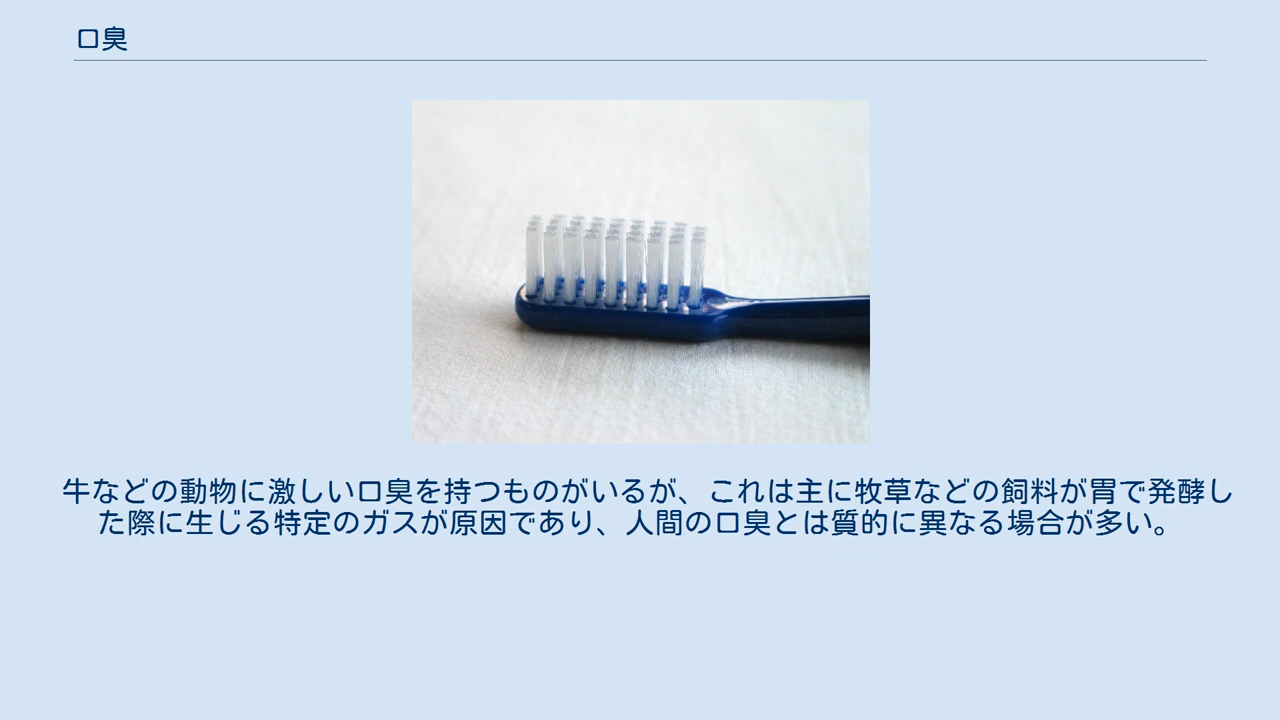 口臭
牛などの動物に激しい口臭を持つものがいるが、これは主に牧草などの飼料が胃で発酵し
た際に生じる特定のガスが原因であり、人間の口臭とは質的に異なる場合が多い。